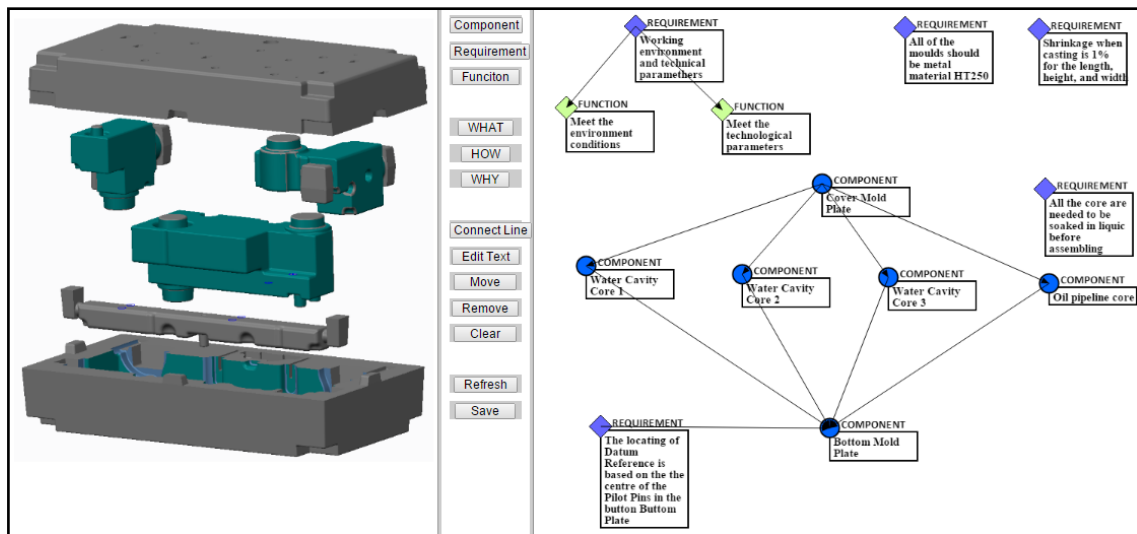 Component
Requirement
Funciton
WHAT
HOW
WHY
Connect Line
Edit Text
Move
Remove
Clear
Refresh
Save
REQUIREMENT
Working
environment
and technical
paramethers
REQUIREMENT
All of the
moulds should
be metal
material HT250
REQUIREMENT
Shrinkage when
casting is 1%
for the length,
height, and width
FUNCTION
Meet the
environment
conditions
FUNCTION
Meet the
technological
parameters
COMPONENT
Cover Mold
Plate
REQUIREMENT
All the core are
needed to be
soaked in liquic
before
assembling
COMPONENT
Water Cavity
Core 1
COMPONENT
Water Cavity
Core 2
COMPONENT
Water Cavity
Core 3
COMPONENT
Oil pipeline core
REQUIREMENT
The locating of
Datum
Reference is
based on the the
centre of the
Pilot Pins in the
button Buttom
Plate
COMPONENT
Bottom Mold
Plate